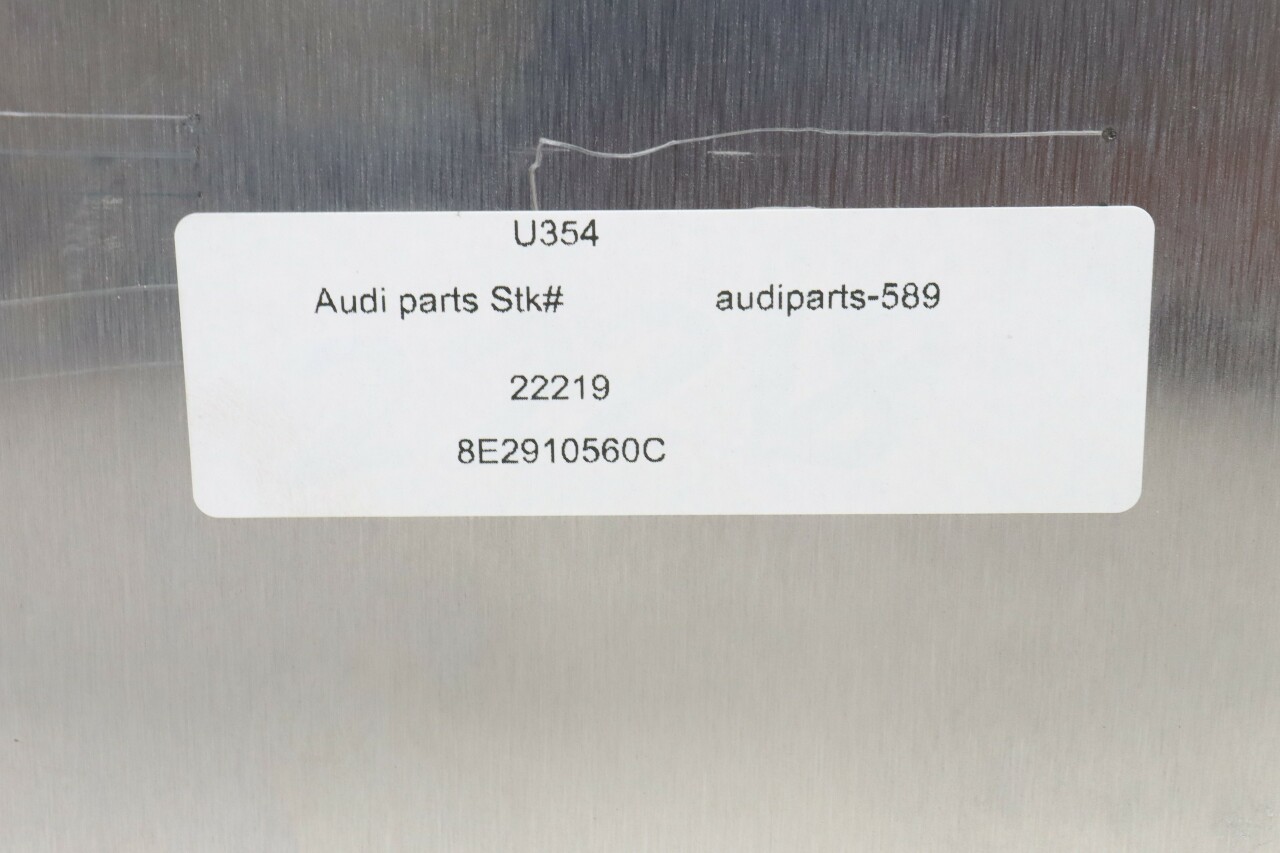 U354
Audi parts Stk# audiparts-589
22219
8E2910560C